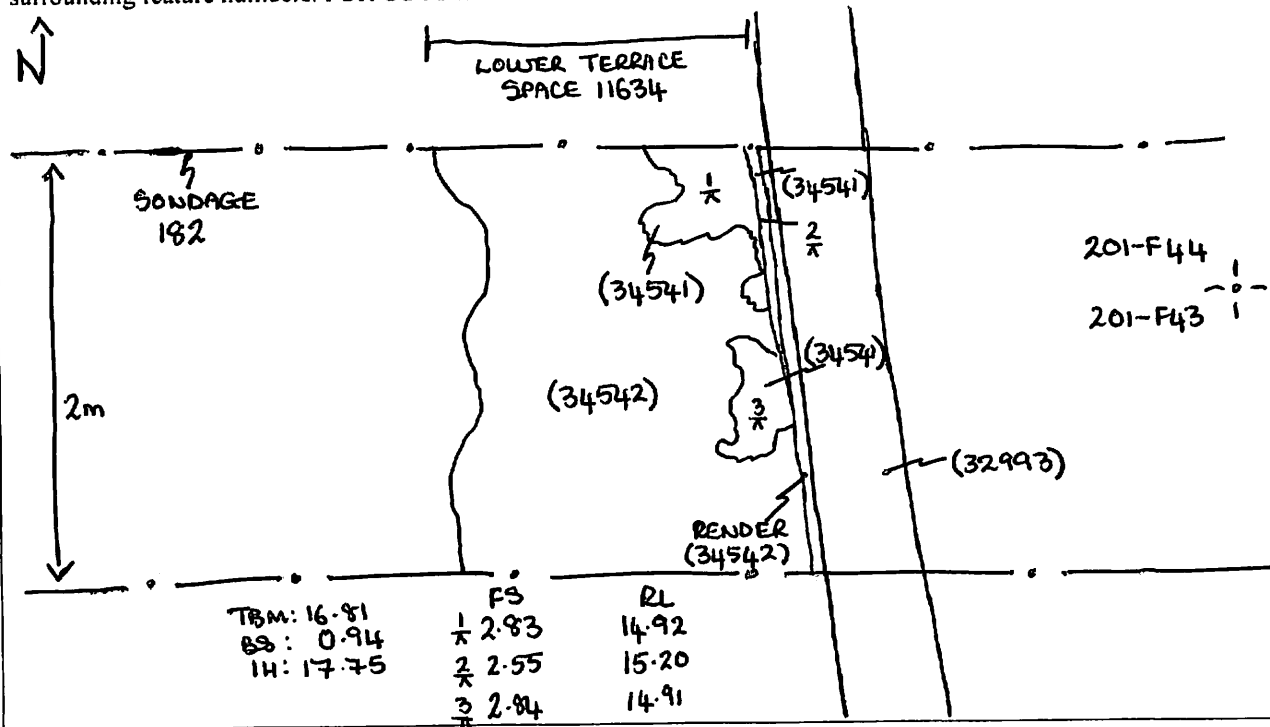 surrounding feature numbers.
N
LOWER TERRACE
SPACE 11634
SONDAGE
182
1
(34541)
2
(34541)
201-F44
201-F43
(34541)
(34542)
2m
3
(32993)
RENDER
(34542)
TBM: 16.81
BS: 0.94
IH: 17.75
FS RL
1 2.83 14.92
2 2.55 15.20
3 2.84 14.91